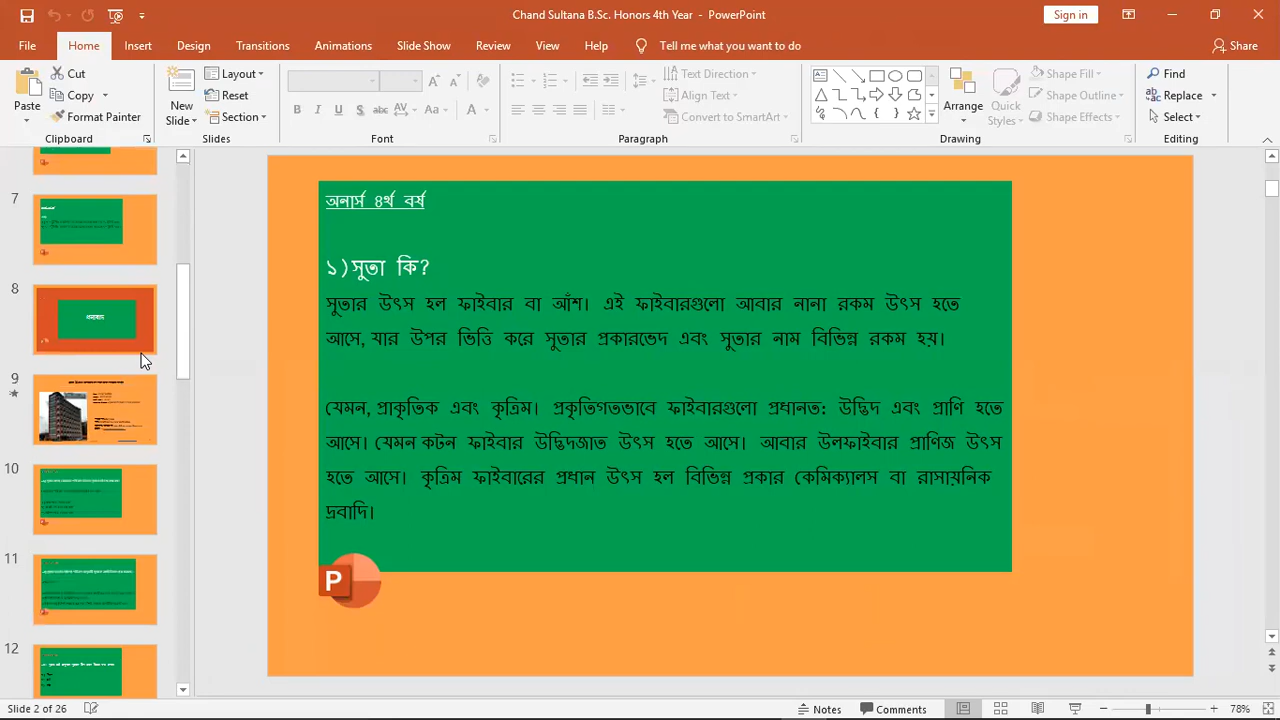 Chand Sultana B.Sc. Honors 4th Year - PowerPoint
Sign in
File Home Insert Design Transitions Animations Slide Show Review View Help Tell me what you want to do Share
Cut
Copy
Format Painter
Paste
Clipboard
New
Slide
Layout
Reset
Section
Slides
B I U S abc AV Aa A
Font
Text Direction
Align Text
Convert to SmartArt
Paragraph
Arrange
Quick
Styles
Shape Fill
Shape Outline
Shape Effects
Drawing
Find
Replace
Select
Editing
7
8
ধন্যবাদ
9
10
11
12
অনার্স ৪র্থ বর্ষ
১)সুতা কি?
সুতার উৎস হল ফাইবার বা আঁশ। এই ফাইবারগুলো আবার নানা রকম উৎস হতে
আসে, যার উপর ভিত্তি করে সুতার প্রকারভেদ এবং সুতার নাম বিভিন্ন রকম হয়।
যেমন, প্রাকৃতিক এবং কৃত্রিম। প্রকৃতিগতভাবে ফাইবারগুলো প্রধানত: উদ্ভিদ এবং প্রাণি হতে
আসে। যেমন কটন ফাইবার উদ্ভিদজাত উৎস হতে আসে। আবার উলফাইবার প্রাণিজ উৎস
হতে আসে। কৃত্রিম ফাইবারের প্রধান উৎস হল বিভিন্ন প্রকার কেমিক্যালস বা রাসায়নিক
দ্রবাদি।
P
Slide 2 of 26
Notes
Comments
78%